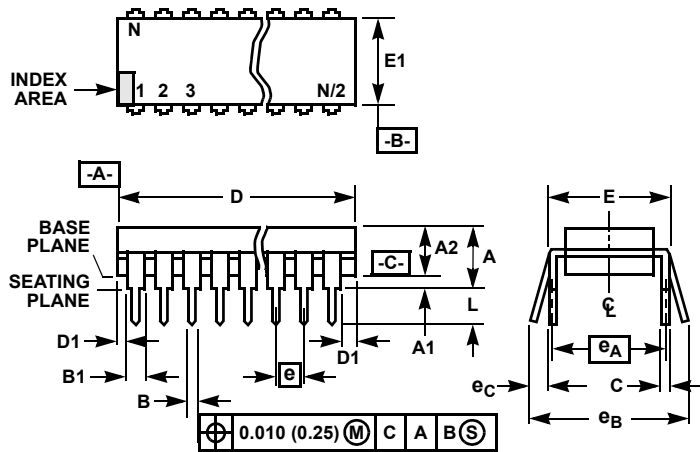 N
E1
INDEX
AREA
1 2 3 N/2
-B-
-A-
D
E
BASE
PLANE
A2
A
-C-
SEATING
PLANE
L
C L
D1
A1
D1
e
eA
B1
eC
C
B
eB
0.010 (0.25) M C A B S